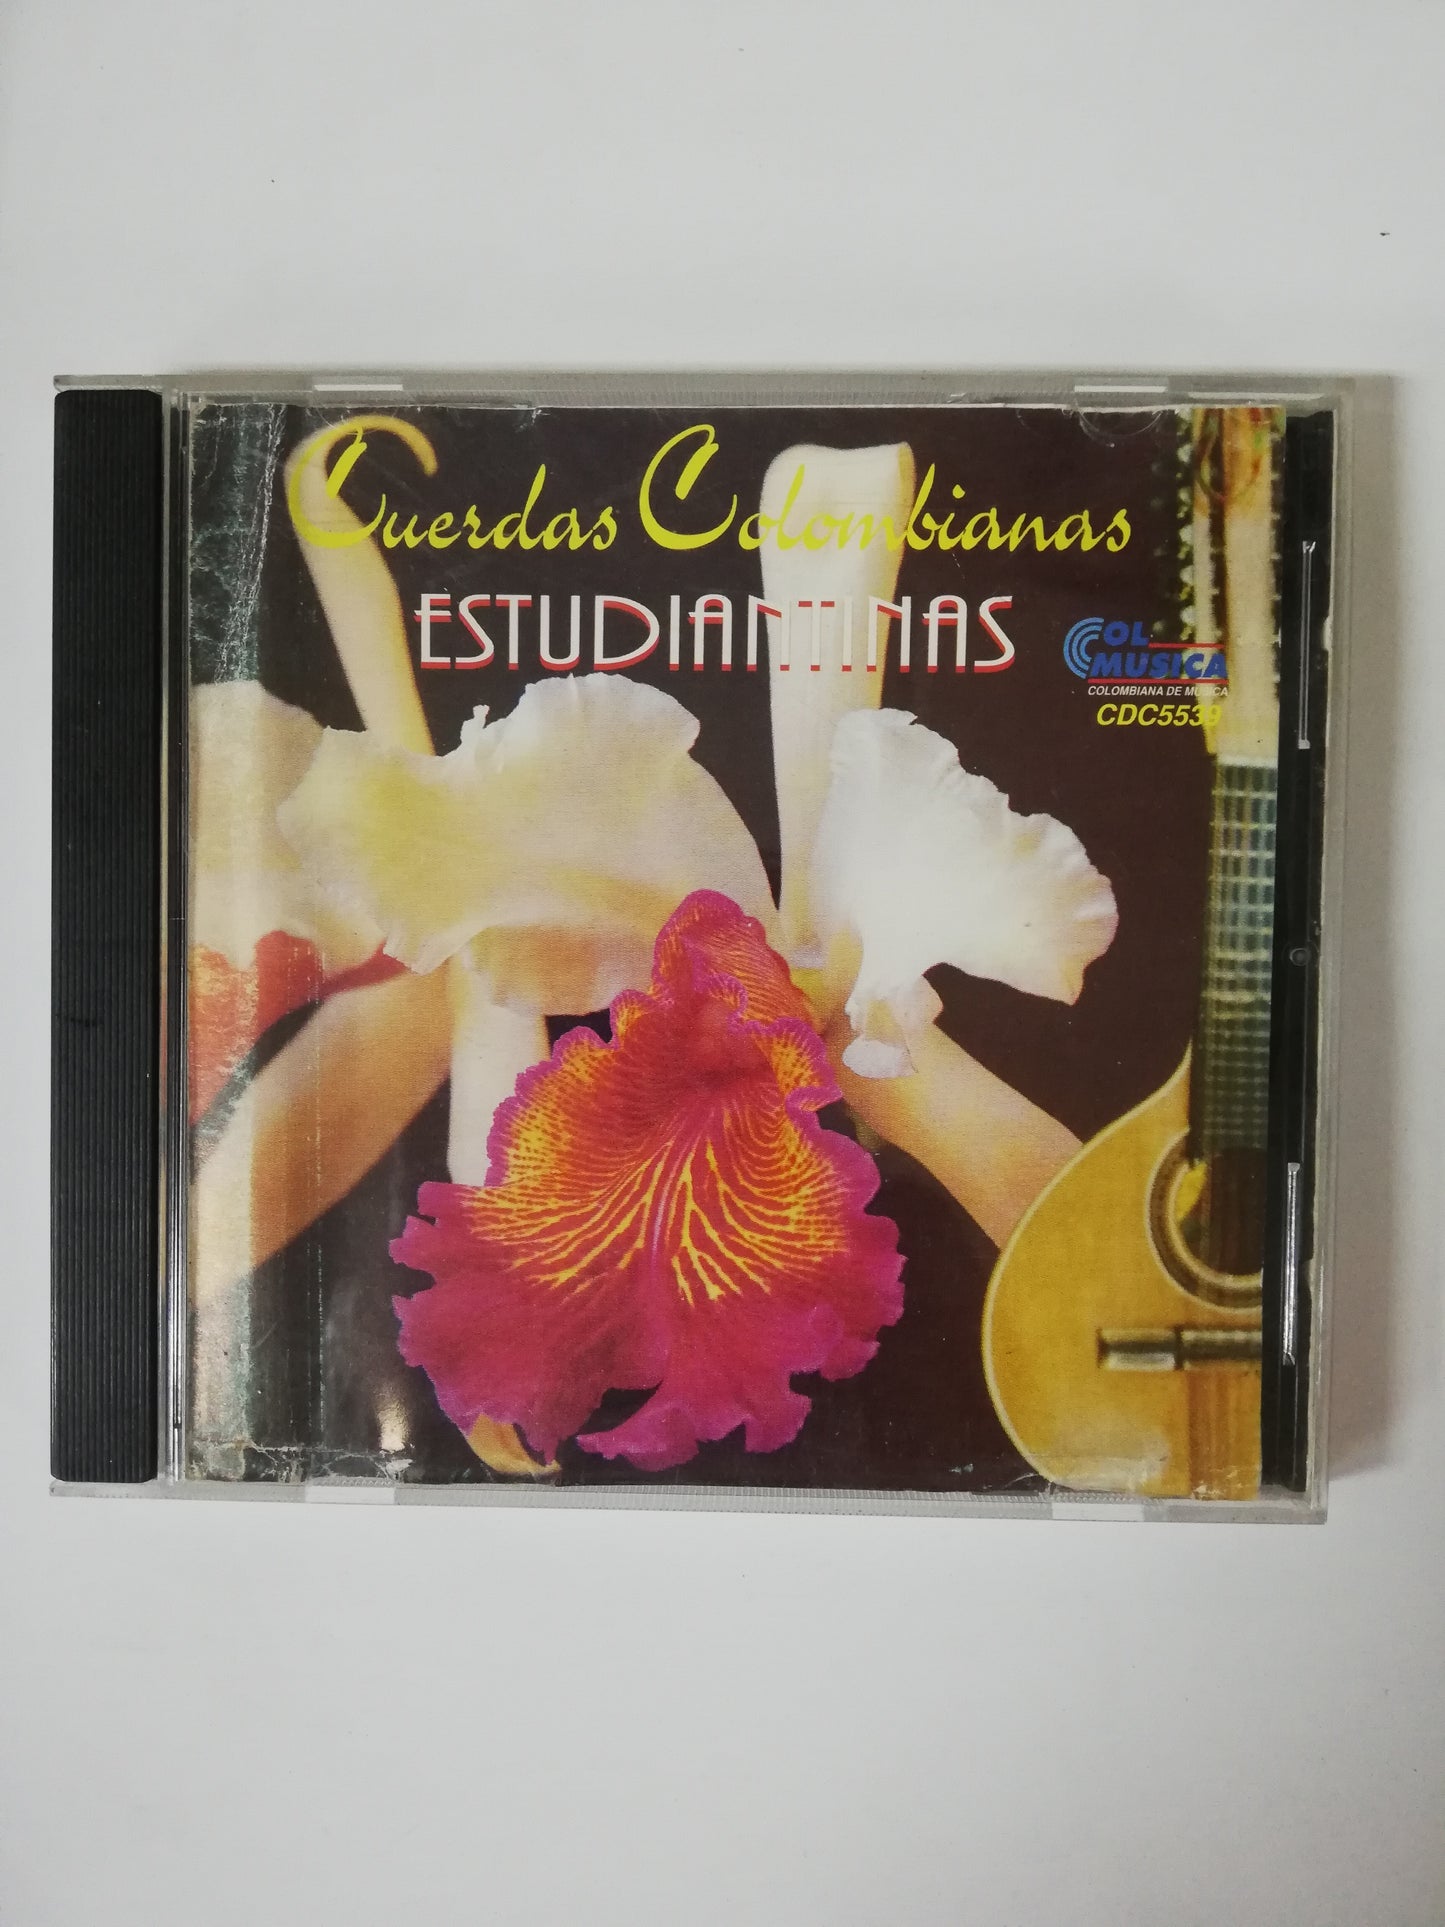 Cuerdas Colombianas
ESTUDIANTINAS
COL
MUSICA
COLOMBIANA DE MUSICA
CDC5539